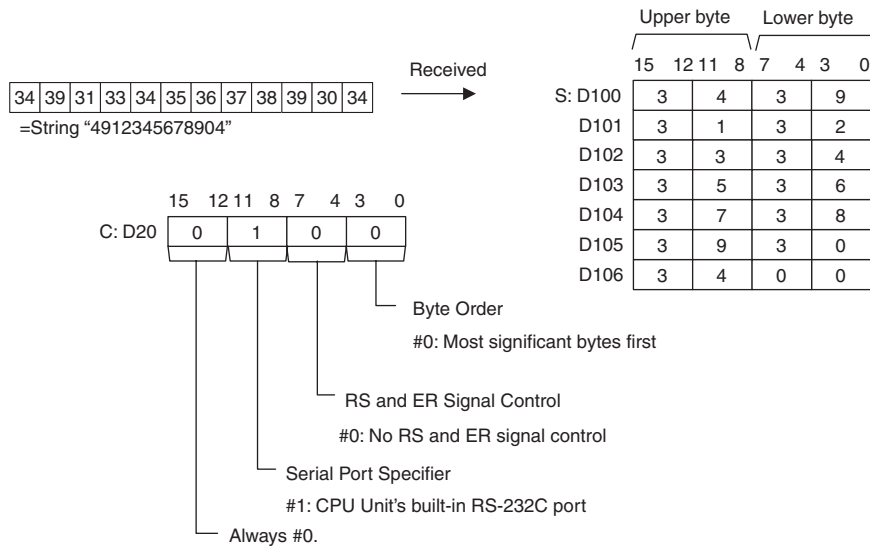 Upper byte Lower byte
15 12 11 8 7 4 3 0
Received
34 39 31 33 34 35 36 37 38 39 30 34
=String “4912345678904”
S: D100 3 4 3 9
D101 3 1 3 2
D102 3 3 3 4
D103 3 5 3 6
D104 3 7 3 8
D105 3 9 3 0
D106 3 4 0 0
15 12 11 8 7 4 3 0
C: D20 0 1 0 0
Byte Order
#0: Most significant bytes first
RS and ER Signal Control
#0: No RS and ER signal control
Serial Port Specifier
#1: CPU Unit's built-in RS-232C port
Always #0.